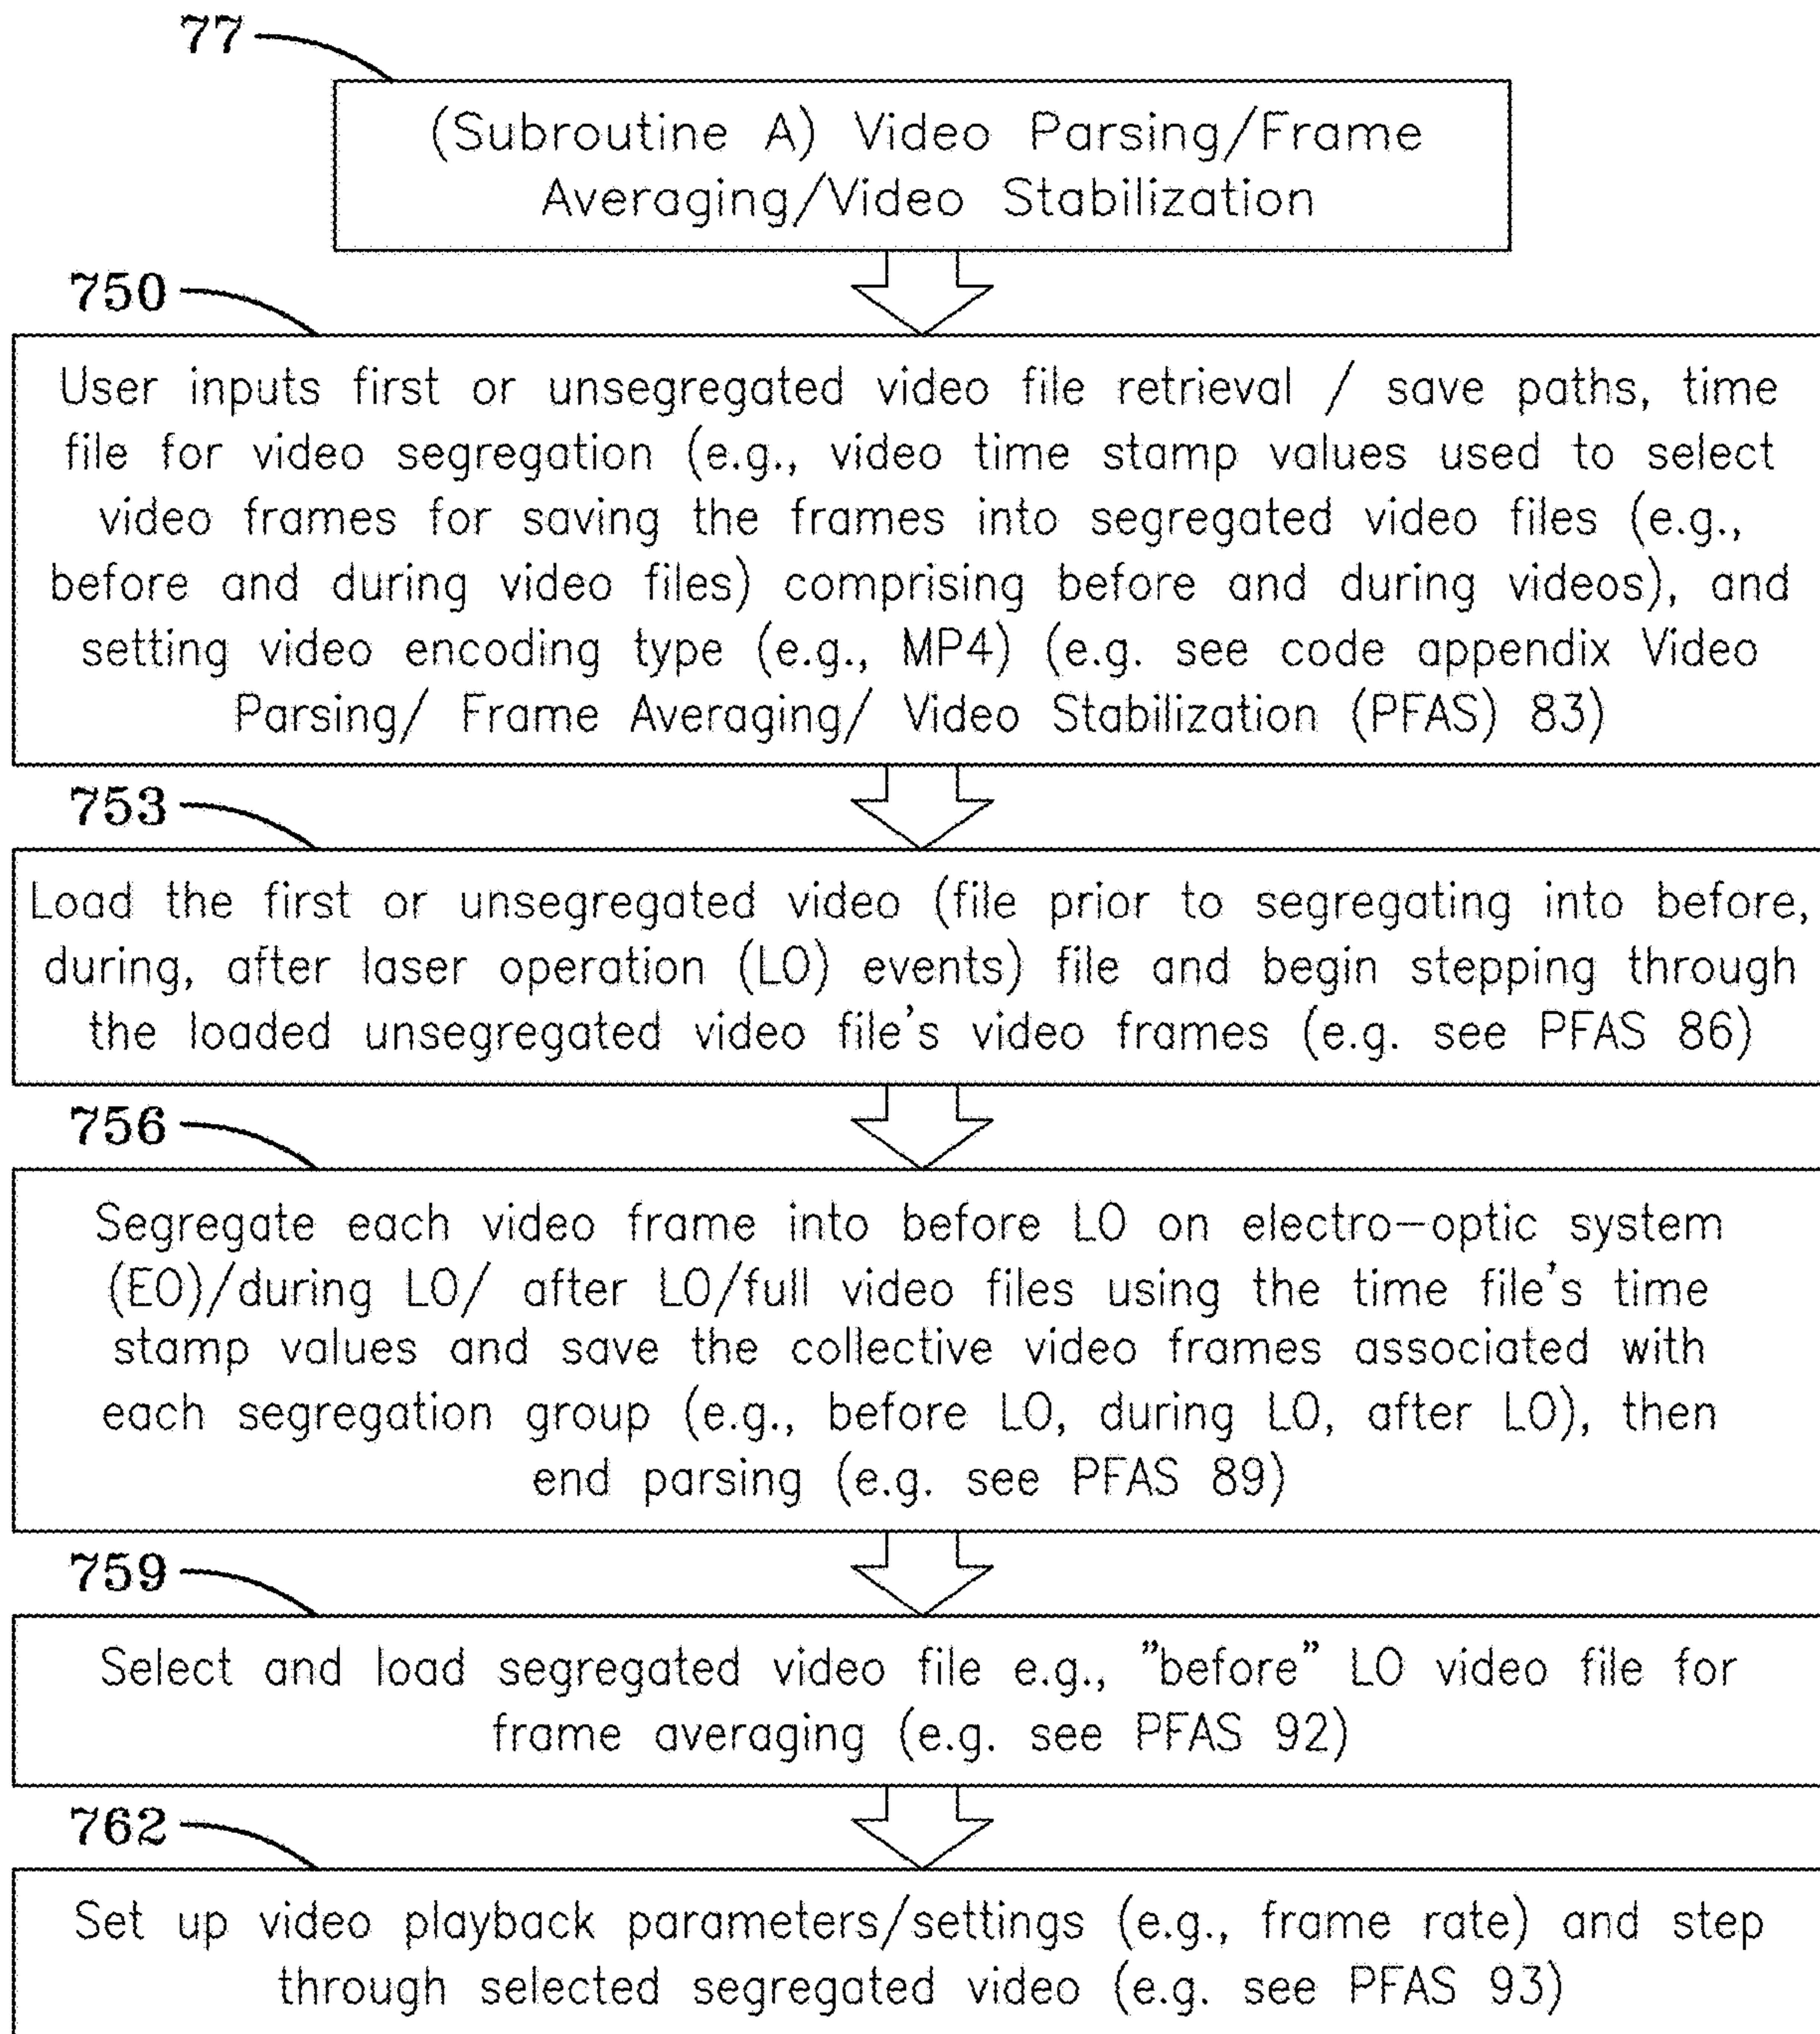 77
(Subroutine A) Video Parsing/Frame
Averaging/Video Stabilization
750
User inputs first or unsegregated video file retrieval / save paths, time
file for video segregation (e.g., video time stamp values used to select
video frames for saving the frames into segregated video files (e.g.,
before and during video files) comprising before and during videos), and
setting video encoding type (e.g., MP4) (e.g. see code appendix Video
Parsing/ Frame Averaging/ Video Stabilization (PFAS) 83)
753
Load the first or unsegregated video (file prior to segregating into before,
during, after laser operation (LO) events) file and begin stepping through
the loaded unsegregated video file's video frames (e.g. see PFAS 86)
756
Segregate each video frame into before LO on electro-optic system
(EO)/during LO/ after LO/full video files using the time file's time
stamp values and save the collective video frames associated with
each segregation group (e.g., before LO, during LO, after LO), then
end parsing (e.g. see PFAS 89)
759
Select and load segregated video file e.g., "before" LO video file for
frame averaging (e.g. see PFAS 92)
762
Set up video playback parameters/settings (e.g., frame rate) and step
through selected segregated video (e.g. see PFAS 93)